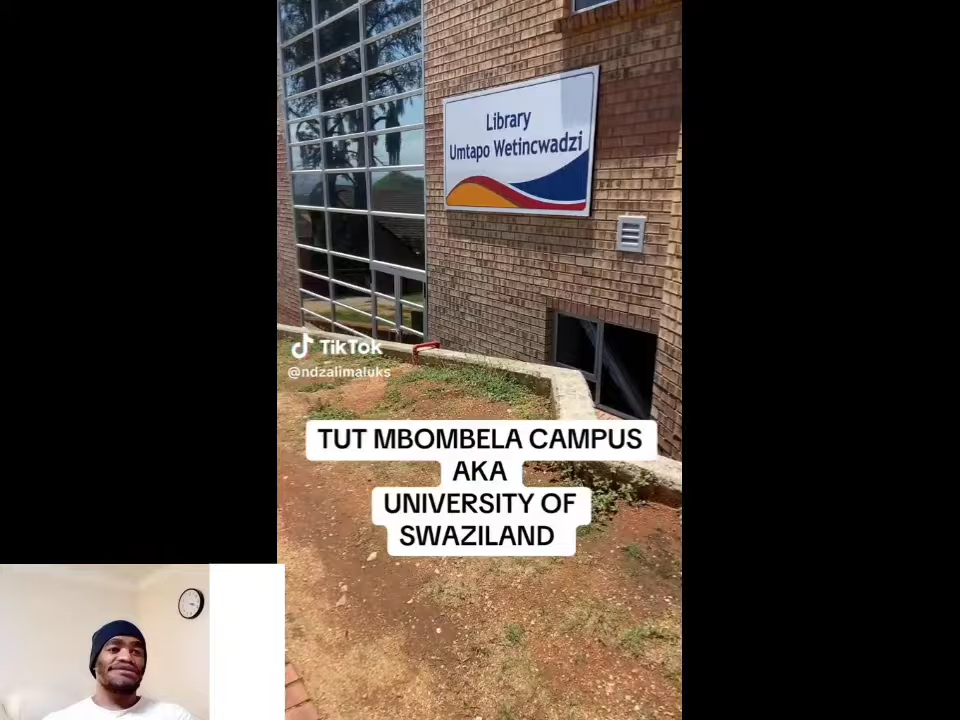 Library
Umtapo Wetincwadzi
TikTok
@ndzalimaluks
TUT MBOMBELA CAMPUS
AKA
UNIVERSITY OF
SWAZILAND